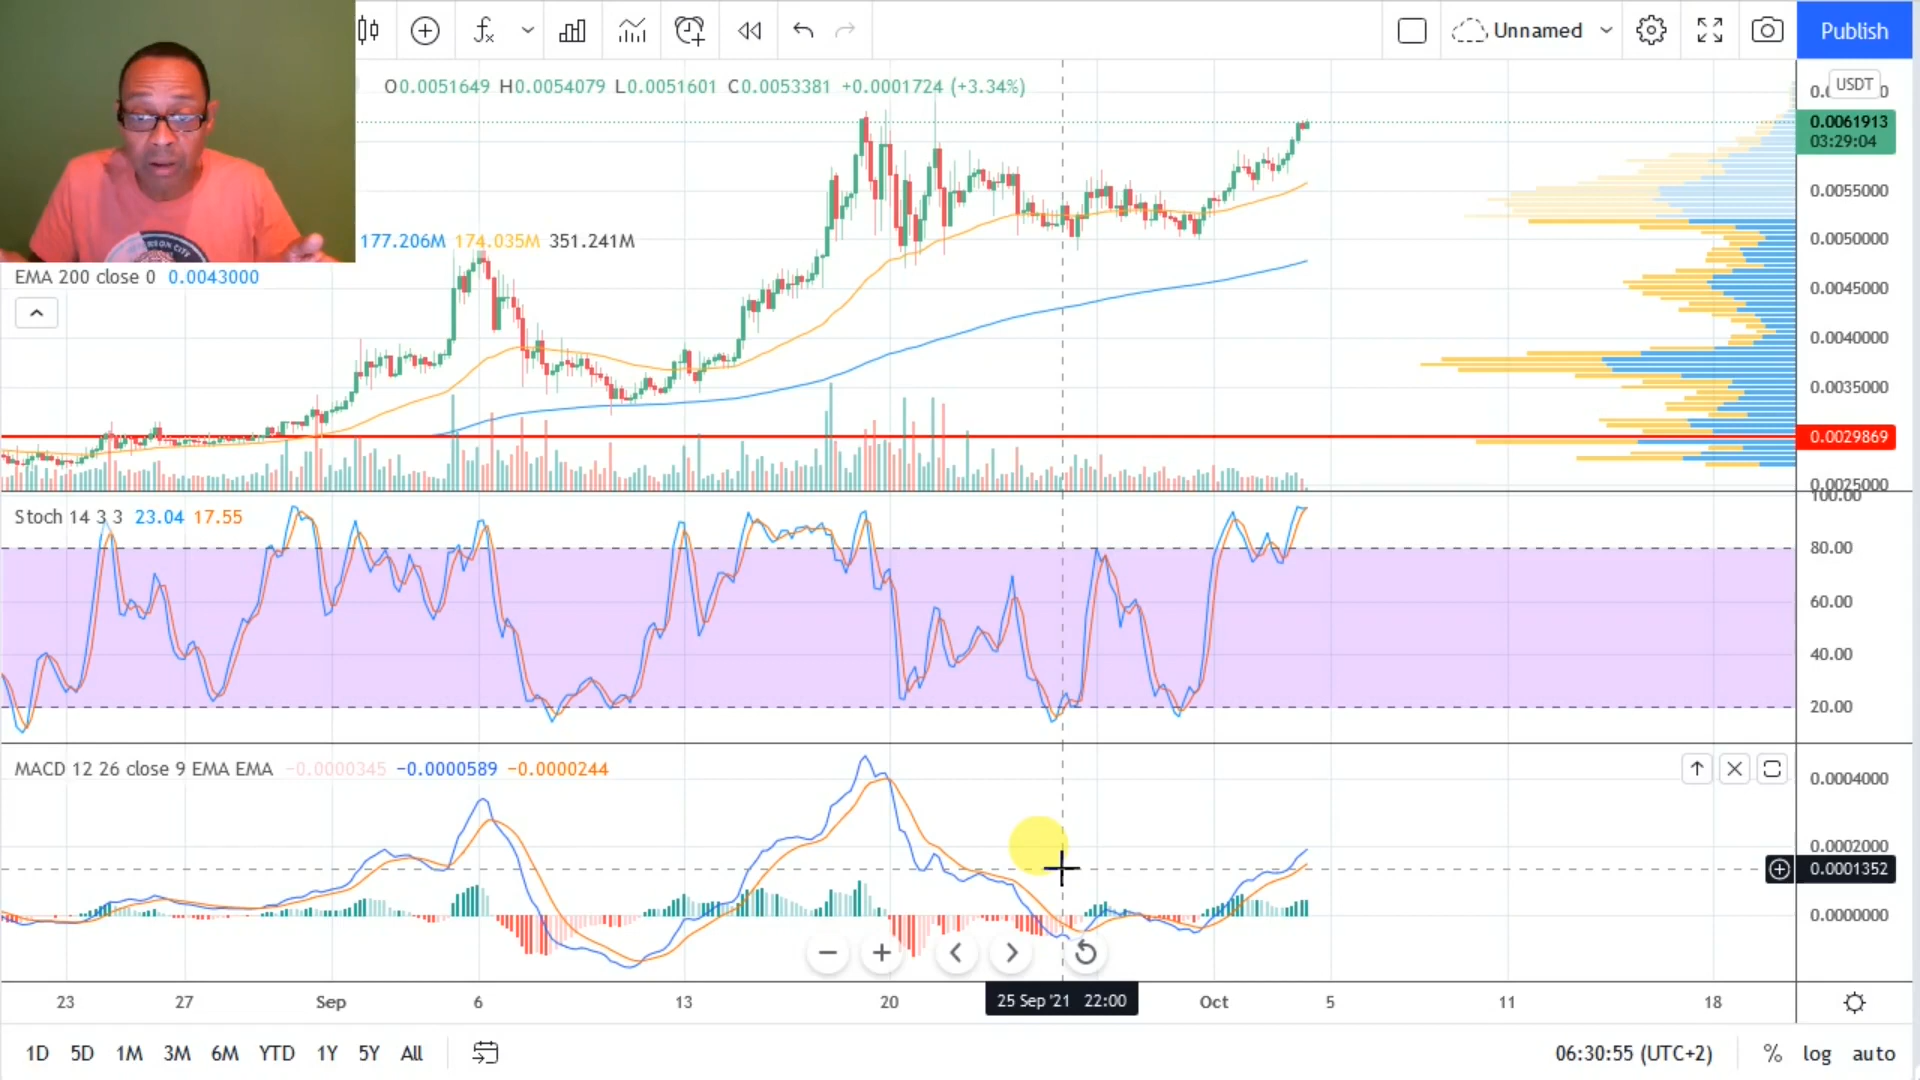 Unnamed
Publish
O0.0051649 H0.0054079 L0.0051601 C0.0053381 +0.0001724 (+3.34%)
USDT
0.0061913
03:29:04
177.206M 174.035M 351.241M
EMA 200 close 0 0.0043000
0.0055000
0.0050000
0.0045000
0.0040000
0.0035000
0.0029869
0.0025000
Stoch 14 3 3 23.04 17.55
100.00
80.00
60.00
40.00
20.00
MACD 12 26 close 9 EMA EMA −0.0000345 −0.0000589 −0.0000244
0.0004000
0.0002000
0.0001352
0.0000000
23 27 Sep 6 13 20 25 Sep '21 22:00 Oct 5 11 18
1D 5D 1M 3M 6M YTD 1Y 5Y All
06:30:55 (UTC+2) % log auto